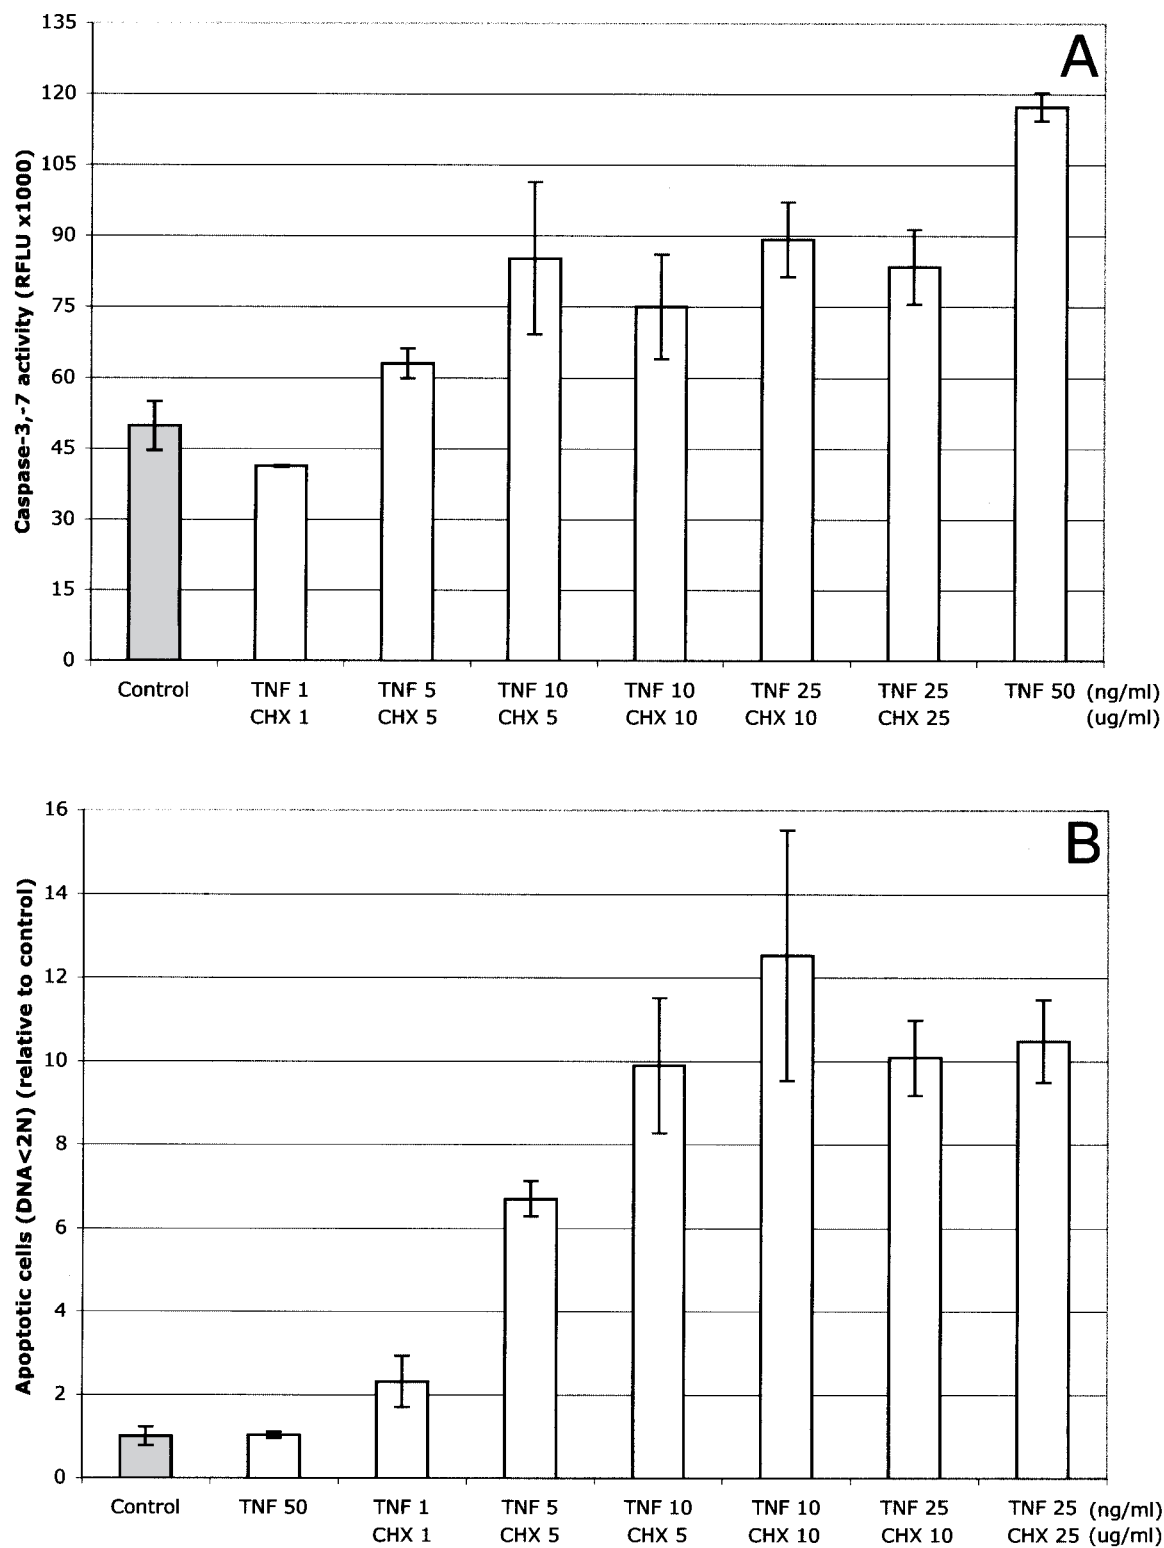 A
Caspase-3,-7 activity (RFLU x1000)
135
120
105
90
75
60
45
30
15
0
Control TNF 1 TNF 5 TNF 10 TNF 10 TNF 25 TNF 25 TNF 50 (ng/ml)
CHX 1 CHX 5 CHX 5 CHX 10 CHX 10 CHX 25 (ug/ml)
B
Apoptotic cells (DNA<2N) (relative to control)
16
14
12
10
8
6
4
2
0
Control TNF 50 TNF 1 TNF 5 TNF 10 TNF 10 TNF 25 TNF 25 (ng/ml)
CHX 1 CHX 5 CHX 5 CHX 10 CHX 10 CHX 25 (ug/ml)